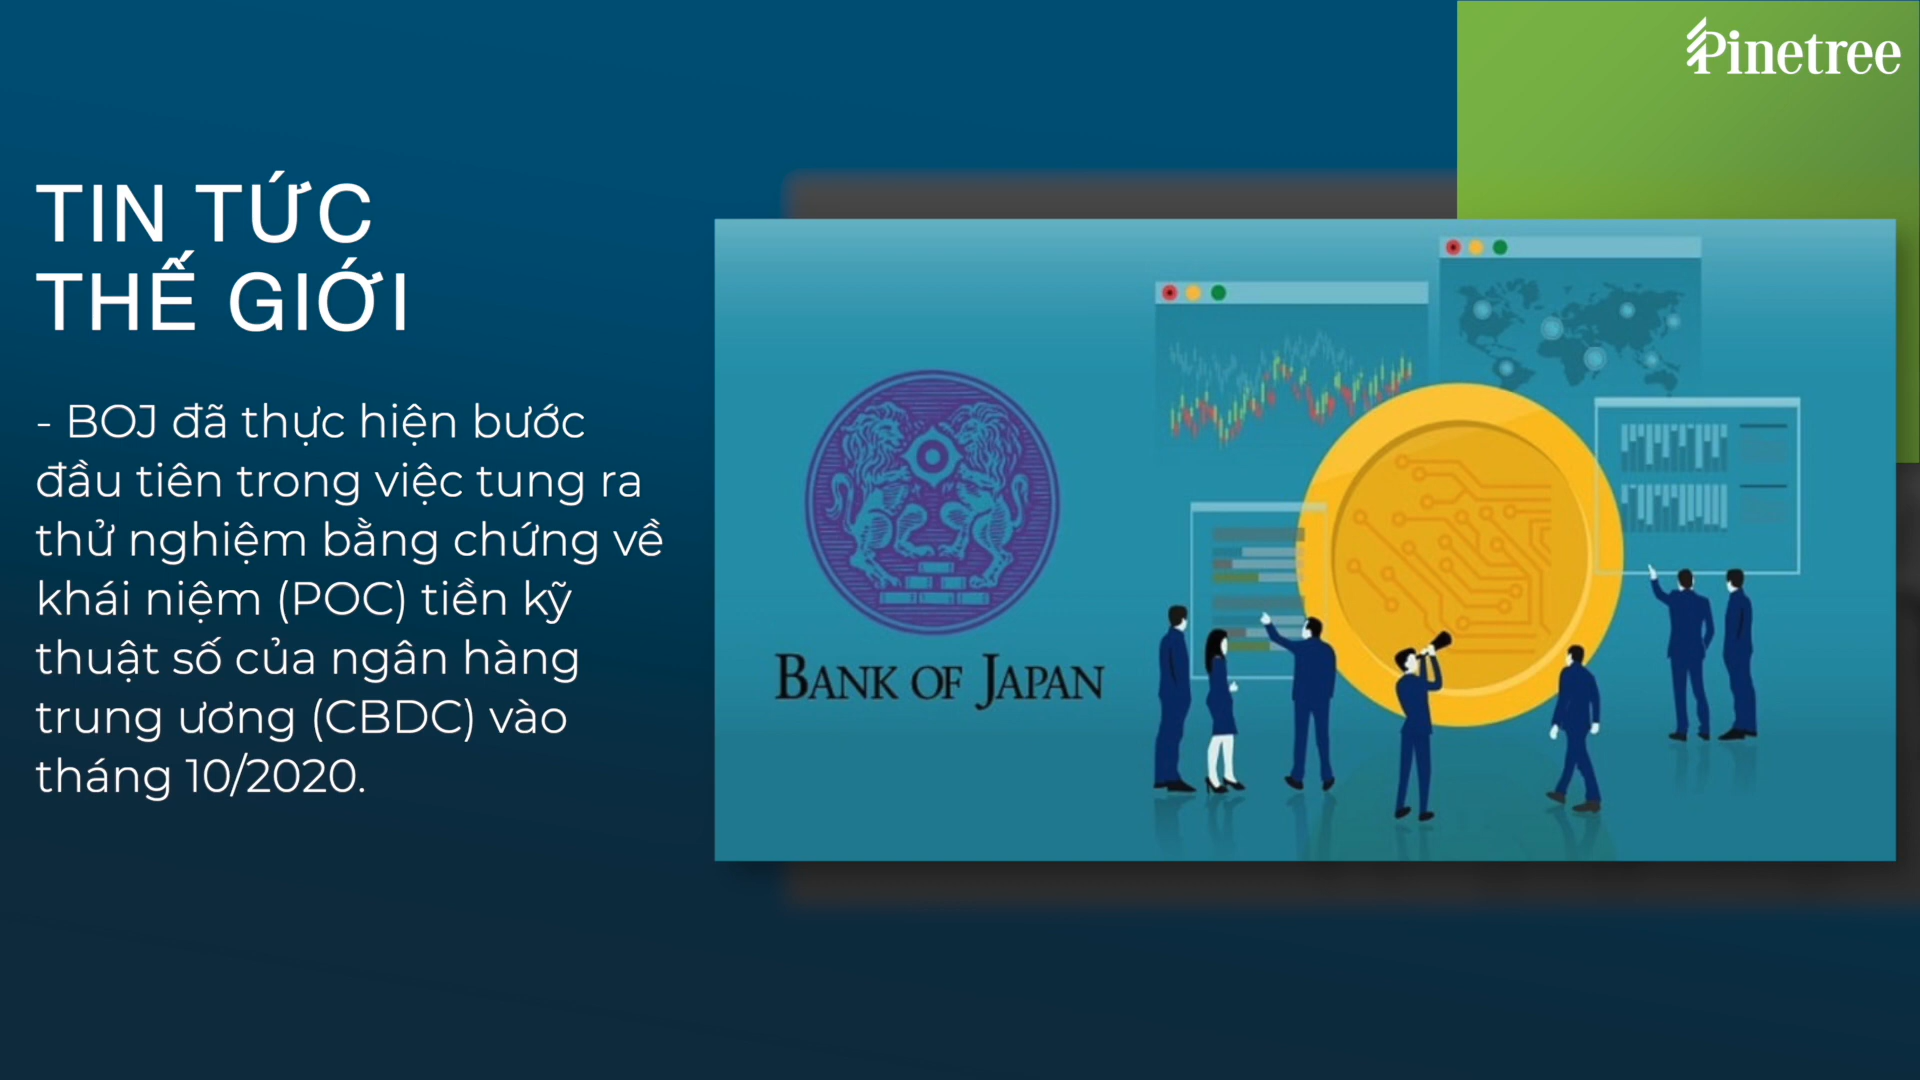 Pinetree
TIN TỨC
THẾ GIỚI
- BOJ đã thực hiện bước
đầu tiên trong việc tung ra
thử nghiệm bằng chứng về
khái niệm (POC) tiền kỹ
thuật số của ngân hàng
trung ương (CBDC) vào
tháng 10/2020.
BANK OF JAPAN